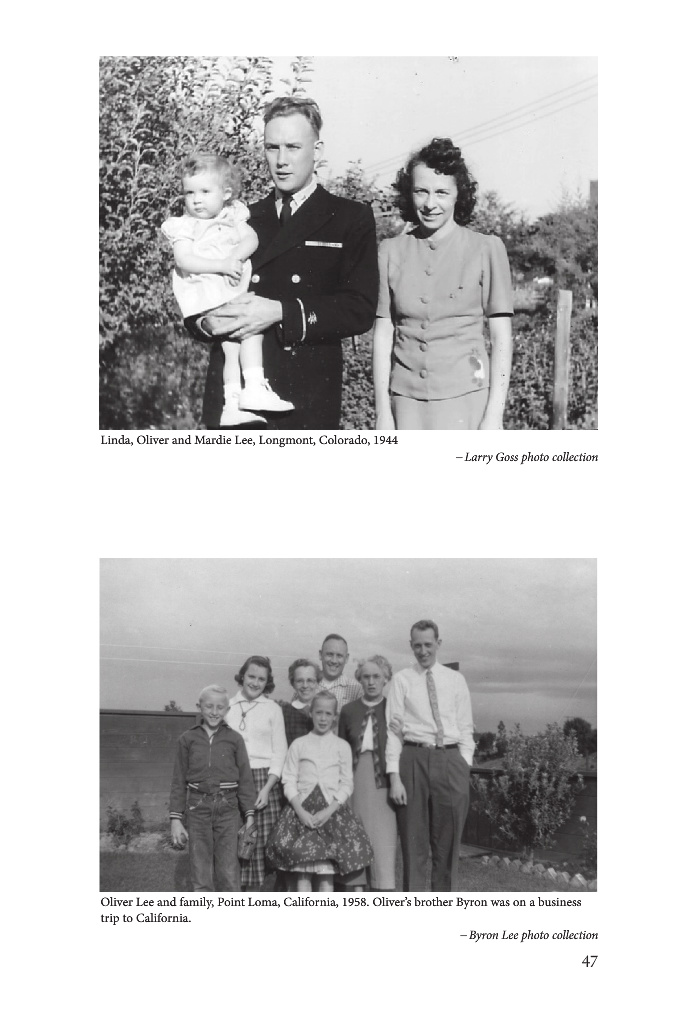 Linda, Oliver and Mardie Lee, Longmont, Colorado, 1944
–Larry Goss photo collection
Oliver Lee and family, Point Loma, California, 1958. Oliver’s brother Byron was on a business
trip to California.
–Byron Lee photo collection
47